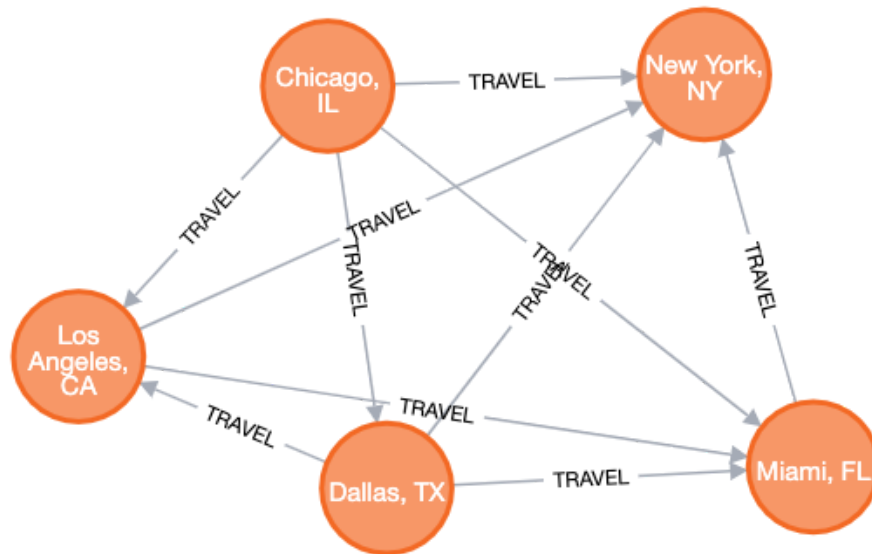 Chicago,
IL
TRAVEL
New York,
NY
TRAVEL
TRAVEL
TRAVEL
TRAVEL
TRAVEL
TRAVEL
Los
Angeles,
CA
TRAVEL
TRAVEL
TRAVEL
Dallas, TX
TRAVEL
Miami, FL